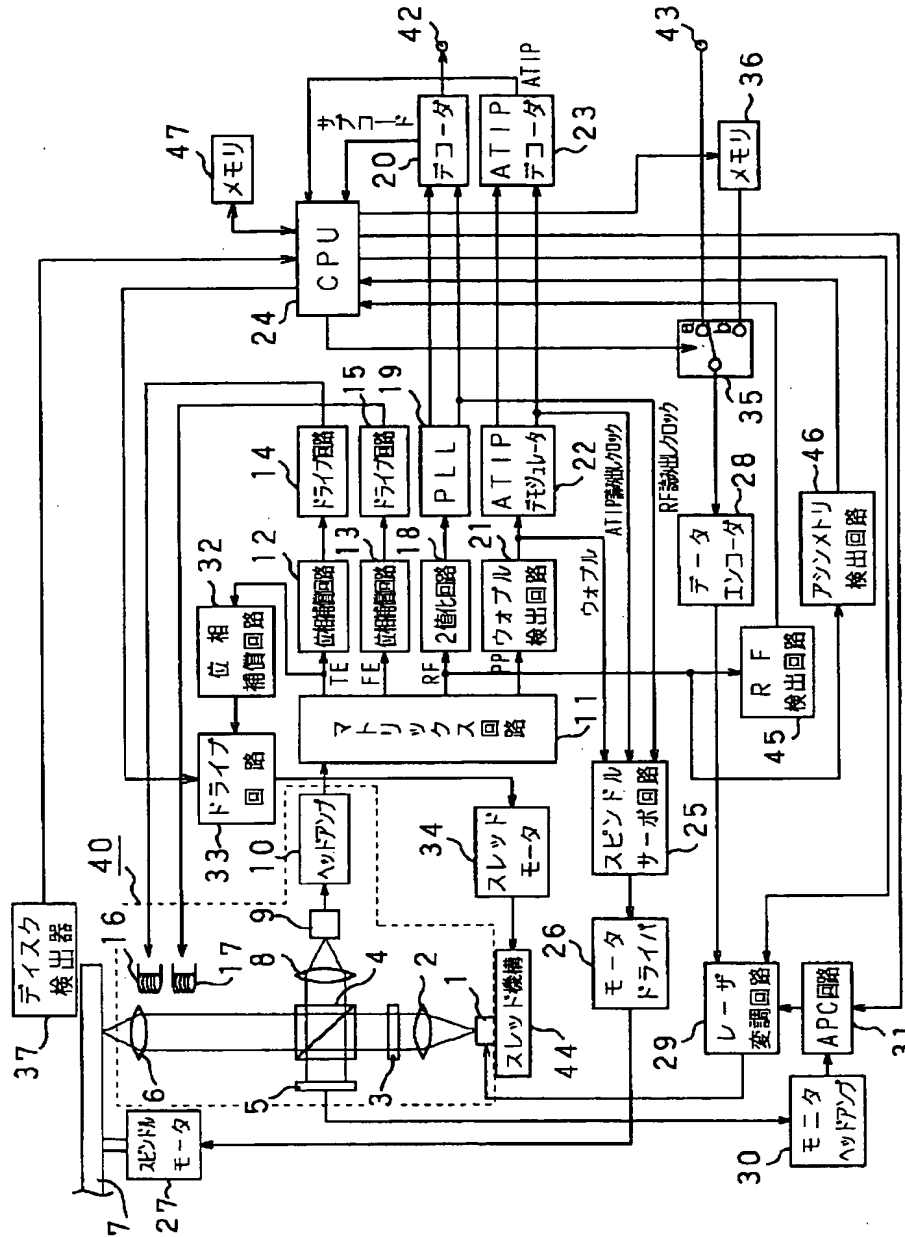 40
ディスク
検出器
37
16
17
10
ヘッドアンプ
9
8
4
6
5
3
2
1
7
スピンドル
モータ
27
33
ドライブ
回路
32
位相
補償回路
34
スレッド
モータ
スレッド機構
44
マトリックス回路
11
TE
FE
RF
PP
12
位相補償回路
13
位相補償回路
18
2値化回路
21
ウォブル
検出回路
14
ドライブ回路
15
ドライブ回路
19
PLL
ATIP
デモジュレータ
22
24
CPU
47
メモリ
サブコード
20
デコーダ
42
ATIP
ATIP
デコーダ
23
ウォブル
ATIP読み出しクロック
RF読み出しクロック
スピンドル
サーボ回路
25
26
モータ
ドライバ
29
レーザ
変調回路
APC回路
31
モニタ
ヘッドアンプ
30
データ
エンコーダ
28
35
a
b
43
メモリ
36
RF
検出回路
45
アシンメトリ
検出回路
46